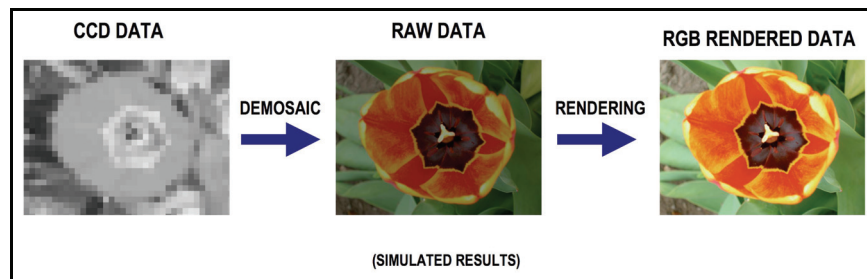 CCD DATA
RAW DATA
RGB RENDERED DATA
DEMOSAIC
RENDERING
(SIMULATED RESULTS)